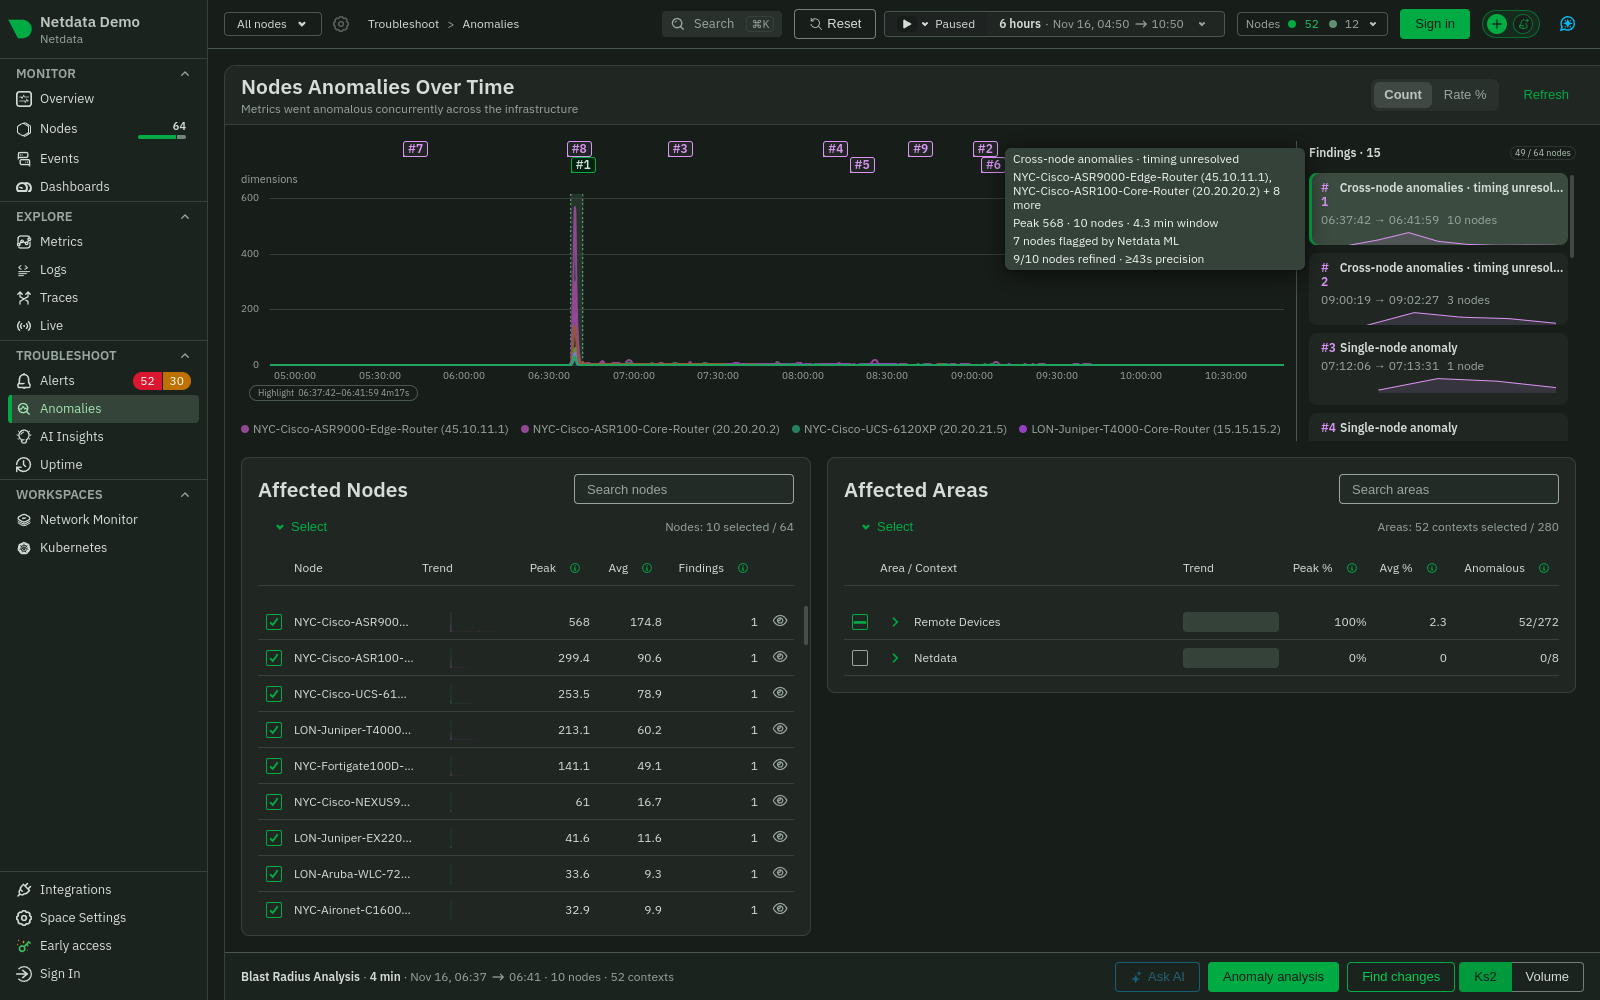 Netdata Demo
Netdata
MONITOR
Overview
Nodes
64
Events
Dashboards
EXPLORE
Metrics
Logs
Traces
Live
TROUBLESHOOT
Alerts
52 30
Anomalies
AI Insights
Uptime
WORKSPACES
Network Monitor
Kubernetes
Integrations
Space Settings
Early access
Sign In
All nodes
Troubleshoot > Anomalies
Search ⌘K
Reset
Paused
6 hours · Nov 16, 04:50 → 10:50
Nodes 52 12
Sign in
Nodes Anomalies Over Time
Metrics went anomalous concurrently across the infrastructure
Count Rate %
Refresh
#7 #8 #3 #4 #9 #2
#1 #5 #6
dimensions
600
400
200
0
05:00:00 05:30:00 06:00:00 06:30:00 07:00:00 07:30:00 08:00:00 08:30:00 09:00:00 09:30:00 10:00:00 10:30:00
Highlight 06:37:42–06:41:59 4m17s
NYC-Cisco-ASR9000-Edge-Router (45.10.11.1) NYC-Cisco-ASR100-Core-Router (20.20.20.2) NYC-Cisco-UCS-6120XP (20.20.21.5) LON-Juniper-T4000-Core-Router (15.15.15.2)
Cross-node anomalies · timing unresolved
NYC-Cisco-ASR9000-Edge-Router (45.10.11.1),
NYC-Cisco-ASR100-Core-Router (20.20.20.2) + 8
more
Peak 568 · 10 nodes · 4.3 min window
7 nodes flagged by Netdata ML
9/10 nodes refined · ≥43s precision
Findings · 15
49 / 64 nodes
#1 Cross-node anomalies · timing unresol...
06:37:42 → 06:41:59 10 nodes
#2 Cross-node anomalies · timing unresol...
09:00:19 → 09:02:27 3 nodes
#3 Single-node anomaly
07:12:06 → 07:13:31 1 node
#4 Single-node anomaly
Affected Nodes
Search nodes
Select
Nodes: 10 selected / 64
Node Trend Peak Avg Findings
NYC-Cisco-ASR900... 568 174.8 1
NYC-Cisco-ASR100-... 299.4 90.6 1
NYC-Cisco-UCS-61... 253.5 78.9 1
LON-Juniper-T4000... 213.1 60.2 1
NYC-Fortigate100D-... 141.1 49.1 1
NYC-Cisco-NEXUS9... 61 16.7 1
LON-Juniper-EX220... 41.6 11.6 1
LON-Aruba-WLC-72... 33.6 9.3 1
NYC-Aironet-C1600... 32.9 9.9 1
Affected Areas
Search areas
Select
Areas: 52 contexts selected / 280
Area / Context Trend Peak % Avg % Anomalous
Remote Devices 100% 2.3 52/272
Netdata 0% 0 0/8
Blast Radius Analysis · 4 min · Nov 16, 06:37 → 06:41 · 10 nodes · 52 contexts
Ask AI
Anomaly analysis
Find changes
Ks2
Volume